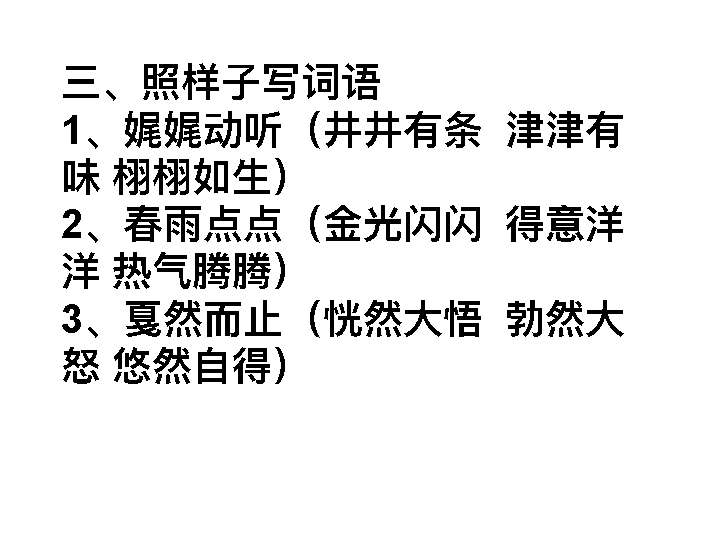 三、照样子写词语
1、娓娓动听（井井有条  津津有
味 栩栩如生）
2、春雨点点（金光闪闪  得意洋
洋 热气腾腾）
3、戛然而止（恍然大悟  勃然大
怒 悠然自得）